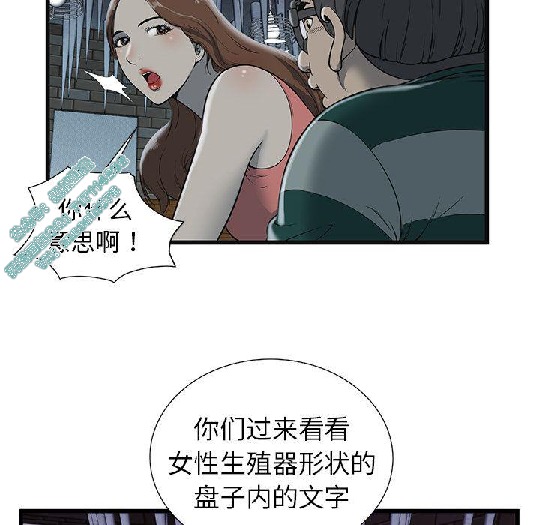 你什么
意思啊！
你们过来看看
女性生殖器形状的
盘子内的文字